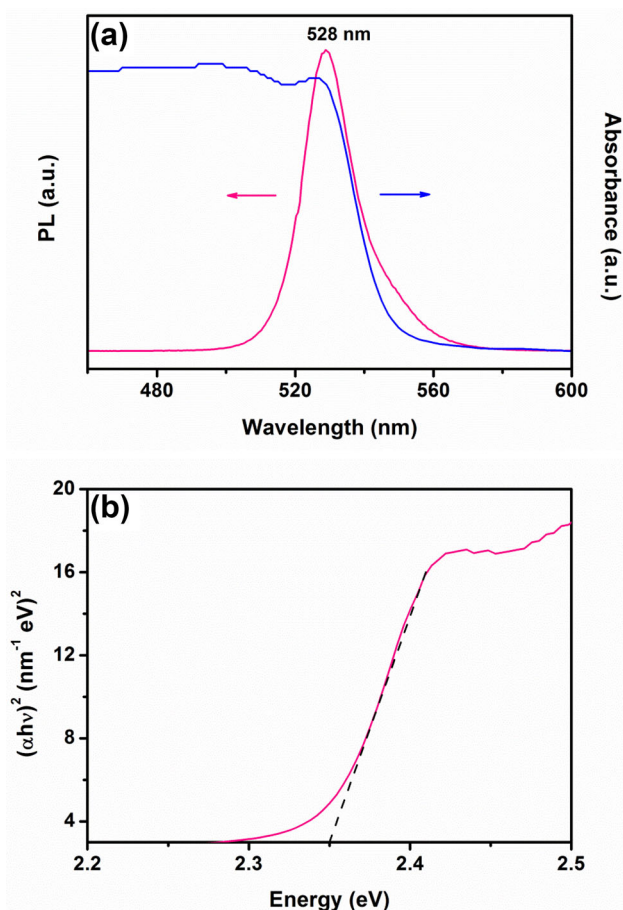 (a)
528 nm
PL (a.u.)
Absorbance (a.u.)
480 520 560 600
Wavelength (nm)
(b)
20
16
12
8
4
(αhν)² (nm⁻¹ eV)²
2.2 2.3 2.4 2.5
Energy (eV)